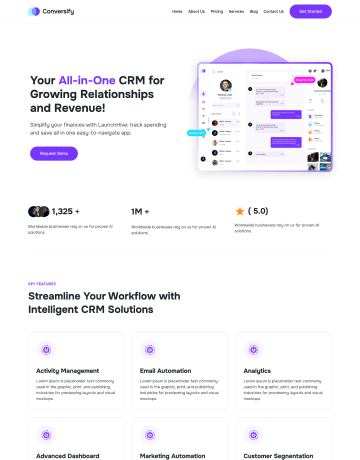 Conversify
Home About Us Pricing Services Blog Contact Us Get Started
Your All-in-One CRM for
Growing Relationships
and Revenue!
Simplify your finances with LaunchHive: track spending
and save all in one easy-to-navigate app.
Request Demo
1,325 +
Worldwide businesses rely on us for proven AI
solutions.
1M +
Worldwide businesses rely on us for proven AI
solutions.
( 5.0)
Worldwide businesses rely on us for proven AI
solutions.
KEY FEATURES
Streamline Your Workflow with
Intelligent CRM Solutions
Activity Management
Lorem Ipsum is placeholder text commonly
used in the graphic, print, and publishing
industries for previewing layouts and visual
mockups.
Email Automation
Lorem Ipsum is placeholder text commonly
used in the graphic, print, and publishing
industries for previewing layouts and visual
mockups.
Analytics
Lorem Ipsum is placeholder text commonly
used in the graphic, print, and publishing
industries for previewing layouts and visual
mockups.
Advanced Dashboard
Marketing Automation
Customer Segmentation